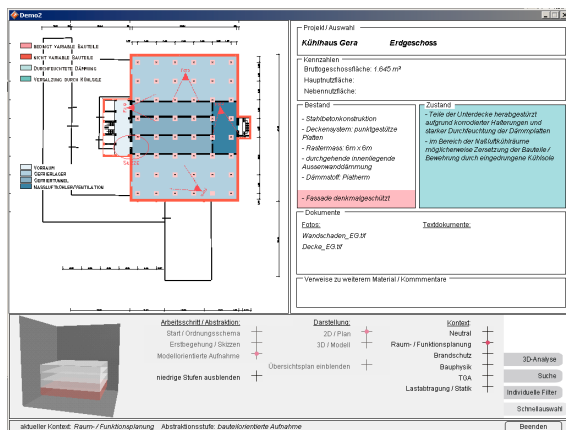 Demo2
BEDINGT VARIABLE BAUTEILE
NICHT VARIABLE BAUTEILE
DURCHFEUCHTETE DÄMMUNG
VERSALZUNG DURCH KÜHLSOLE
VORRAUM
GEFRIERLAGER
GEFRIERTUNNEL
NASSLUFTKÜHLER/VENTILATION
Projekt / Auswahl
Kühlhaus Gera Erdgeschoss
Kennzahlen
Bruttogeschossfläche: 1.645 m²
Hauptnutzfläche:
Nebennutzfläche:
Bestand
- Stahlbetonkonstruktion
- Deckensystem: punktgestützte
Platten
- Rastermass: 6m x 6m
- durchgehende innenliegende
Aussenwanddämmung
- Dämmstoff: Platherm
- Fassade denkmalgeschützt
Zustand
- Teile der Unterdecke herabgestürzt
aufgrund korrodierter Halterungen und
starker Durchfeuchtung der Dämmplatten
- im Bereich der Naßluftkühlräume
möglicherweise Zersetzung der Bauteile /
Bewehrung durch eingedrungene Kühlsole
Dokumente
Fotos: Textdokumente:
Wandschaden_EG.tif
Decke_EG.tif
Verweise zu weiterem Material / Kommmentare
Arbeitsschritt / Abstraktion: Darstellung: Kontext:
Start / Ordnungsschema 2D / Plan Neutral
Erstbegehung / Skizzen 3D / Modell Raum- / Funktionsplanung
Modellorientierte Aufnahme Brandschutz
Übersichtsplan einblenden Bauphysik
niedrige Stufen ausblenden TGA
Lastabtragung / Statik
3D-Analyse
Suche
Individuelle Filter
Schnellauswahl
aktueller Kontext: Raum- / Funktionsplanung Abstraktionsstufe: bauteilorientierte Aufnahme Beenden